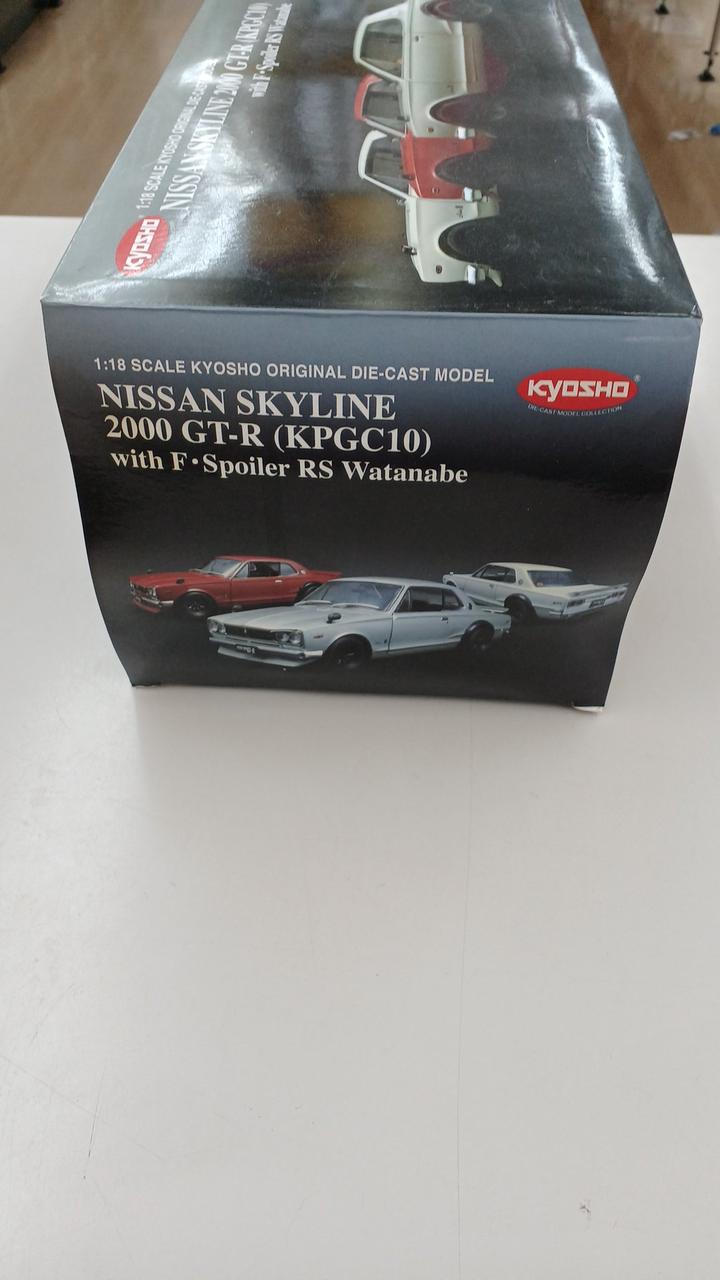 1:18 SCALE KYOSHO ORIGINAL DIE-CAST
NISSAN SKYLINE 2000 GT-R (KPGC10)
with F・Spoiler RS Watanabe
KYOSHO
1:18 SCALE KYOSHO ORIGINAL DIE-CAST MODEL
NISSAN SKYLINE
2000 GT-R (KPGC10)
with F・Spoiler RS Watanabe
KYOSHO®
DIE-CAST MODEL COLLECTION